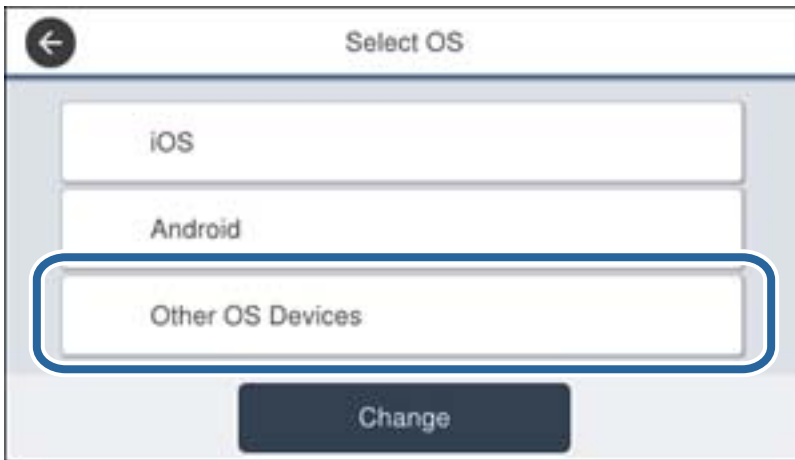 Select OS
iOS
Android
Other OS Devices
Change